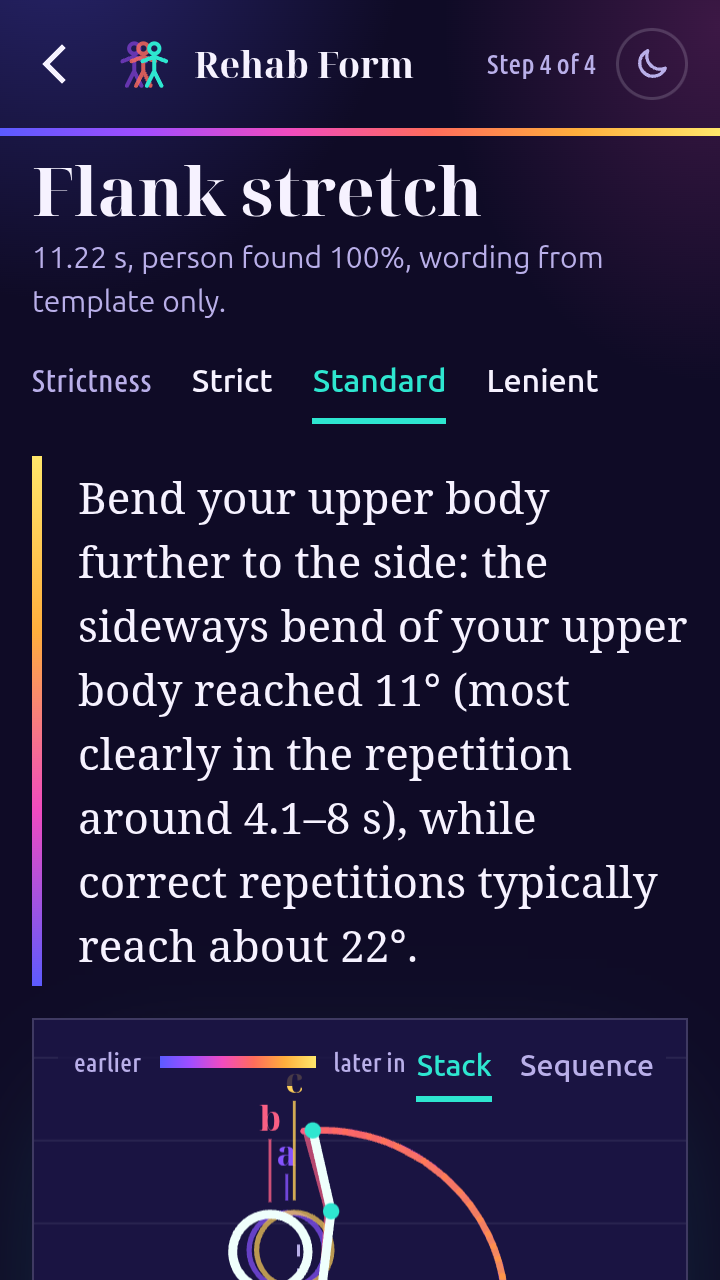 Rehab Form
Step 4 of 4
Flank stretch
11.22 s, person found 100%, wording from
template only.
Strictness Strict Standard Lenient
Bend your upper body
further to the side: the
sideways bend of your upper
body reached 11° (most
clearly in the repetition
around 4.1–8 s), while
correct repetitions typically
reach about 22°.
earlier later in Stack Sequence
c
b
a